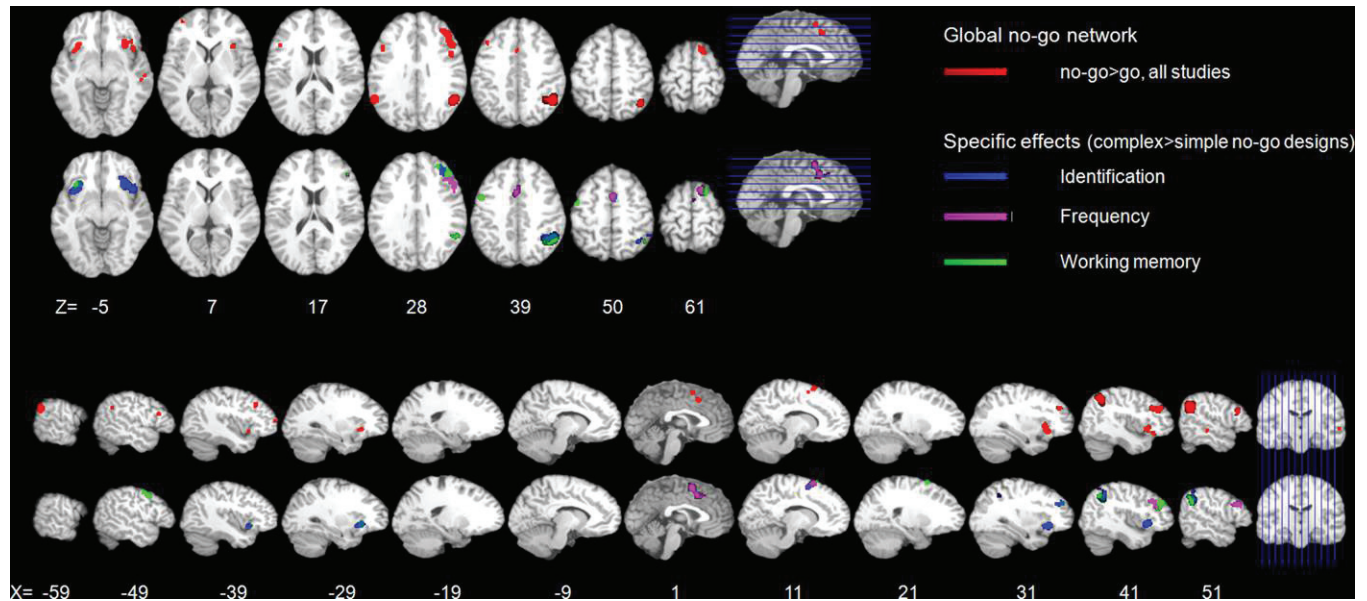 Global no-go network
no-go>go, all studies
Specific effects (complex>simple no-go designs)
Identification
Frequency
Working memory
Z= -5 7 17 28 39 50 61
X= -59 -49 -39 -29 -19 -9 1 11 21 31 41 51